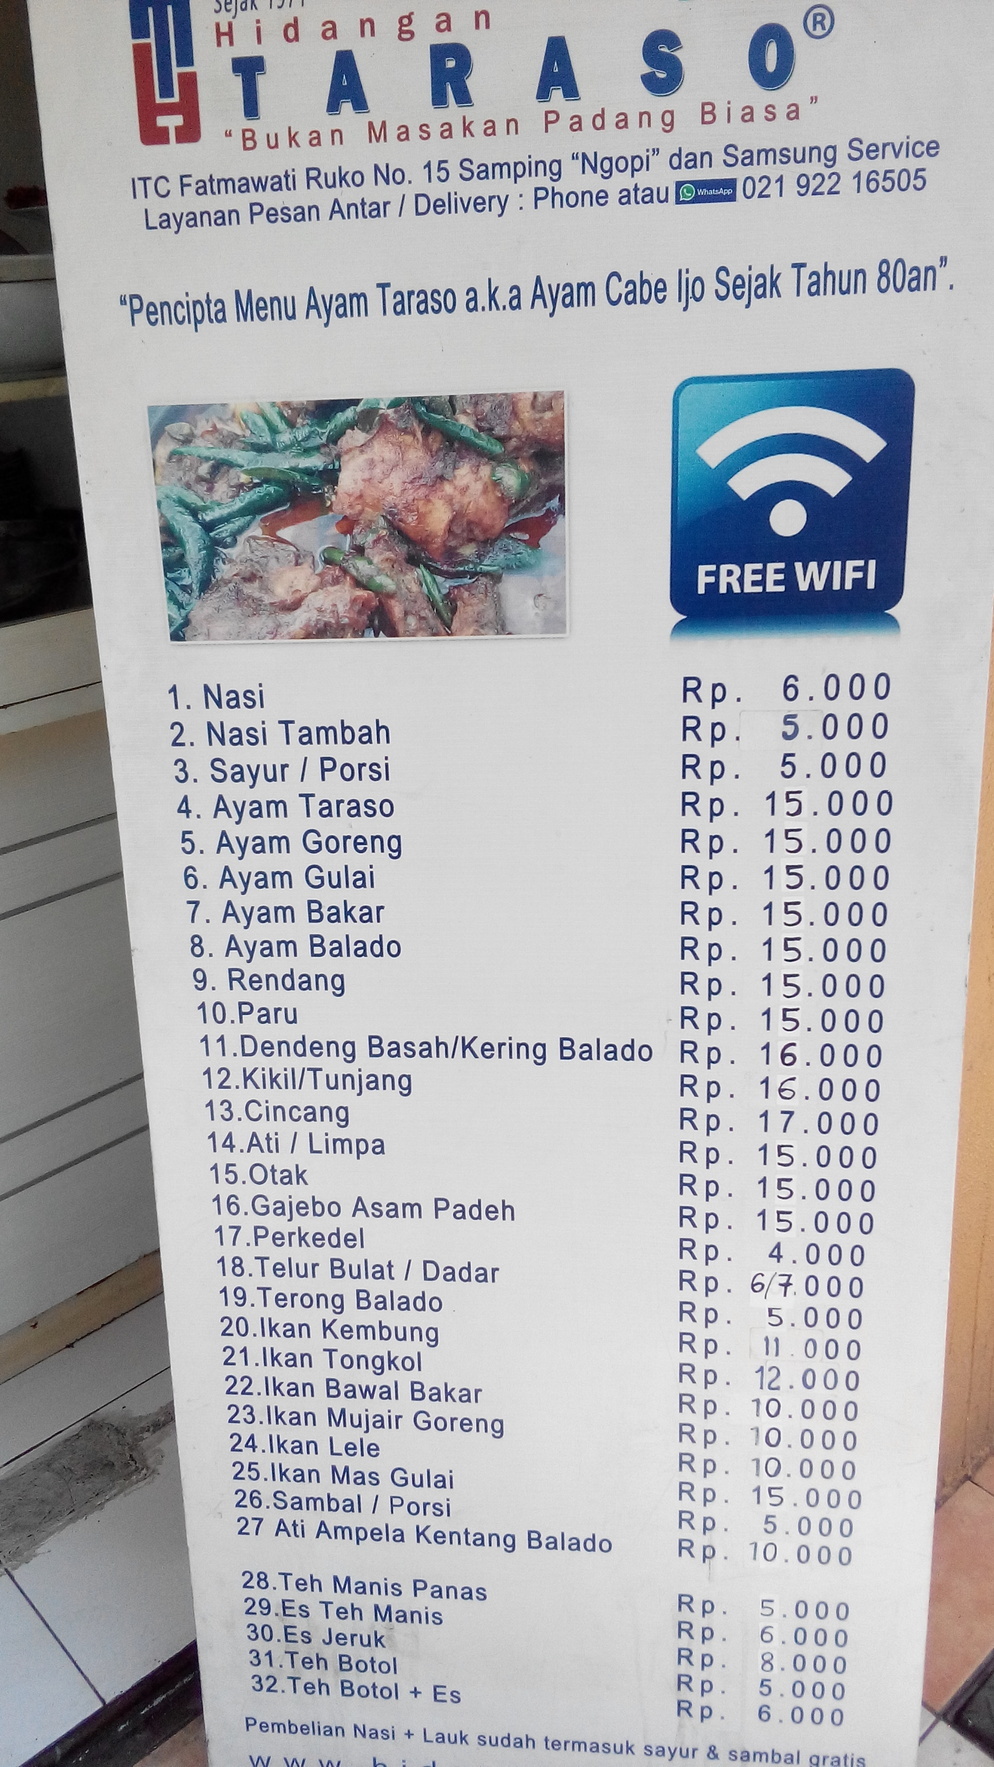 Sejak 1971
Hidangan
TARASO®
"Bukan Masakan Padang Biasa"
ITC Fatmawati Ruko No. 15 Samping "Ngopi" dan Samsung Service
Layanan Pesan Antar / Delivery : Phone atau WhatsApp 021 922 16505
"Pencipta Menu Ayam Taraso a.k.a Ayam Cabe Ijo Sejak Tahun 80an".
FREE WIFI
1. Nasi Rp. 6.000
2. Nasi Tambah Rp. 5.000
3. Sayur / Porsi Rp. 5.000
4. Ayam Taraso Rp. 15.000
5. Ayam Goreng Rp. 15.000
6. Ayam Gulai Rp. 15.000
7. Ayam Bakar Rp. 15.000
8. Ayam Balado Rp. 15.000
9. Rendang Rp. 15.000
10.Paru Rp. 15.000
11.Dendeng Basah/Kering Balado Rp. 16.000
12.Kikil/Tunjang Rp. 16.000
13.Cincang Rp. 17.000
14.Ati / Limpa Rp. 15.000
15.Otak Rp. 15.000
16.Gajebo Asam Padeh Rp. 15.000
17.Perkedel Rp. 4.000
18.Telur Bulat / Dadar Rp. 6/7.000
19.Terong Balado Rp. 5.000
20.Ikan Kembung Rp. 11.000
21.Ikan Tongkol Rp. 12.000
22.Ikan Bawal Bakar Rp. 10.000
23.Ikan Mujair Goreng Rp. 10.000
24.Ikan Lele Rp. 10.000
25.Ikan Mas Gulai Rp. 15.000
26.Sambal / Porsi Rp. 5.000
27 Ati Ampela Kentang Balado Rp. 10.000
28.Teh Manis Panas Rp. 5.000
29.Es Teh Manis Rp. 6.000
30.Es Jeruk Rp. 8.000
31.Teh Botol Rp. 5.000
32.Teh Botol + Es Rp. 6.000
Pembelian Nasi + Lauk sudah termasuk sayur & sambal gratis